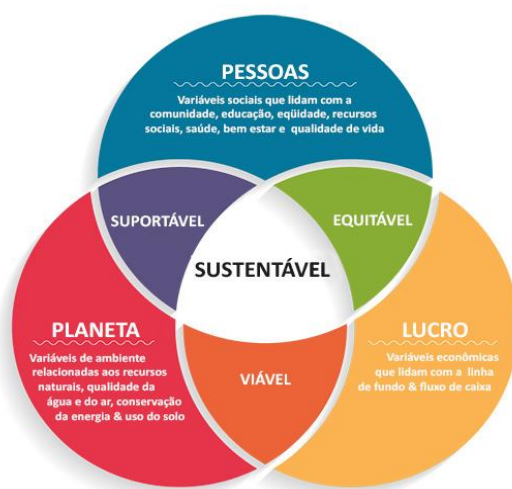 PESSOAS
Variáveis sociais que lidam com a
comunidade, educação, eqüidade, recursos
sociais, saúde, bem estar e qualidade de vida
SUPORTÁVEL
EQUITÁVEL
SUSTENTÁVEL
PLANETA
Variáveis de ambiente
relacionadas aos recursos
naturais, qualidade da
água e do ar, conservação
da energia & uso do solo
LUCRO
Variáveis econômicas
que lidam com a linha
de fundo & fluxo de caixa
VIÁVEL